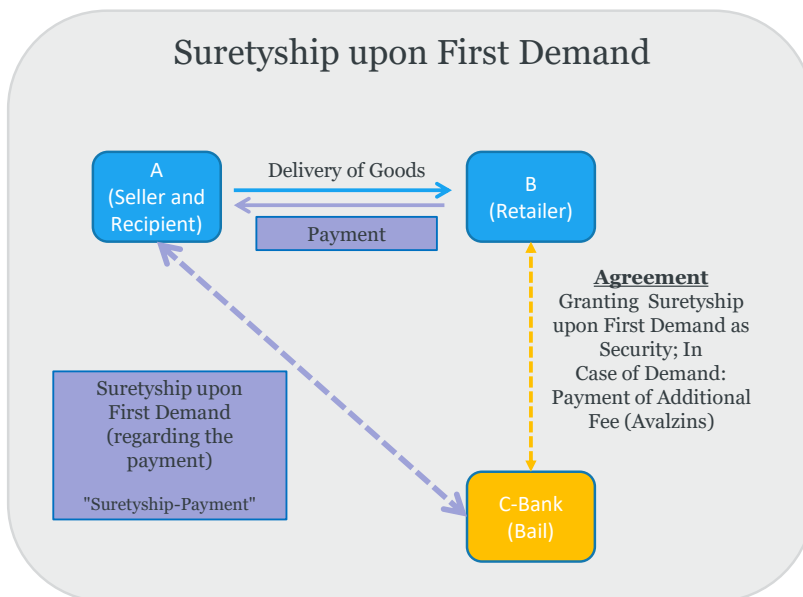 Suretyship upon First Demand
A
(Seller and
Recipient)
Delivery of Goods
Payment
B
(Retailer)
Agreement
Granting Suretyship
upon First Demand as
Security; In
Case of Demand:
Payment of Additional
Fee (Avalzins)
Suretyship upon
First Demand
(regarding the
payment)
"Suretyship-Payment"
C-Bank
(Bail)